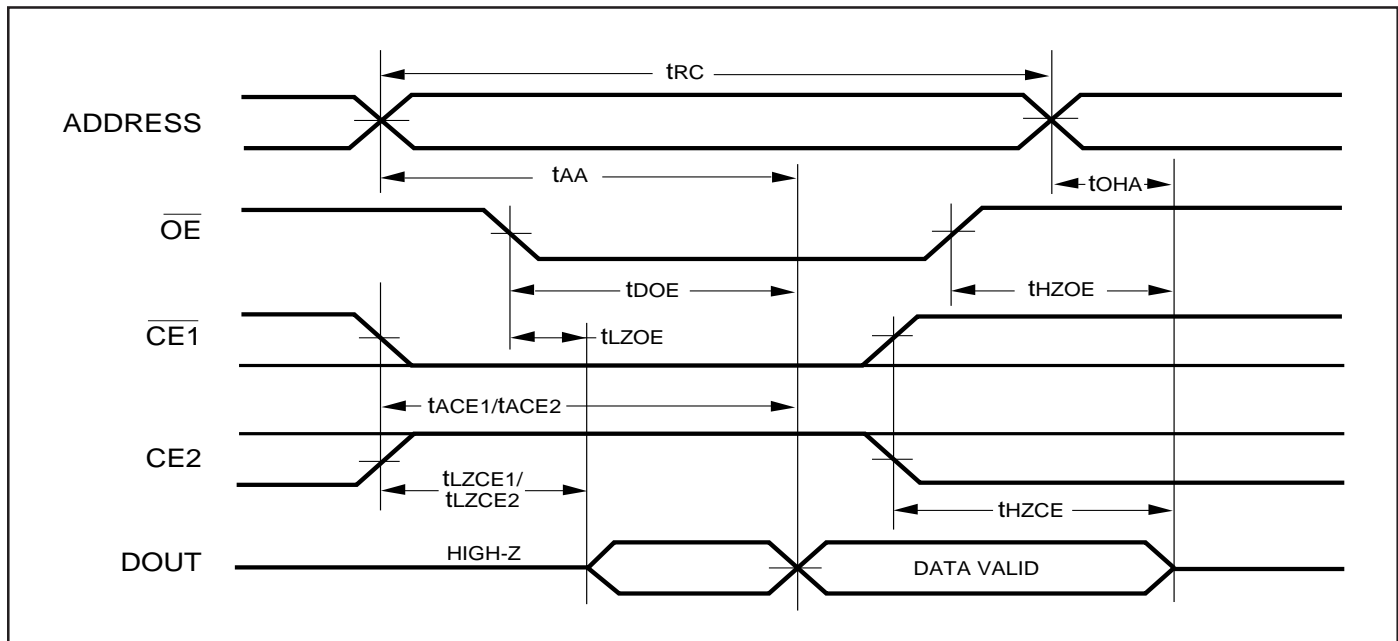 tRC
ADDRESS
tAA
tOHA
OE
tDOE
tHZOE
CE1
tLZOE
tACE1/tACE2
CE2
tLZCE1/
tLZCE2
tHZCE
DOUT
HIGH-Z
DATA VALID